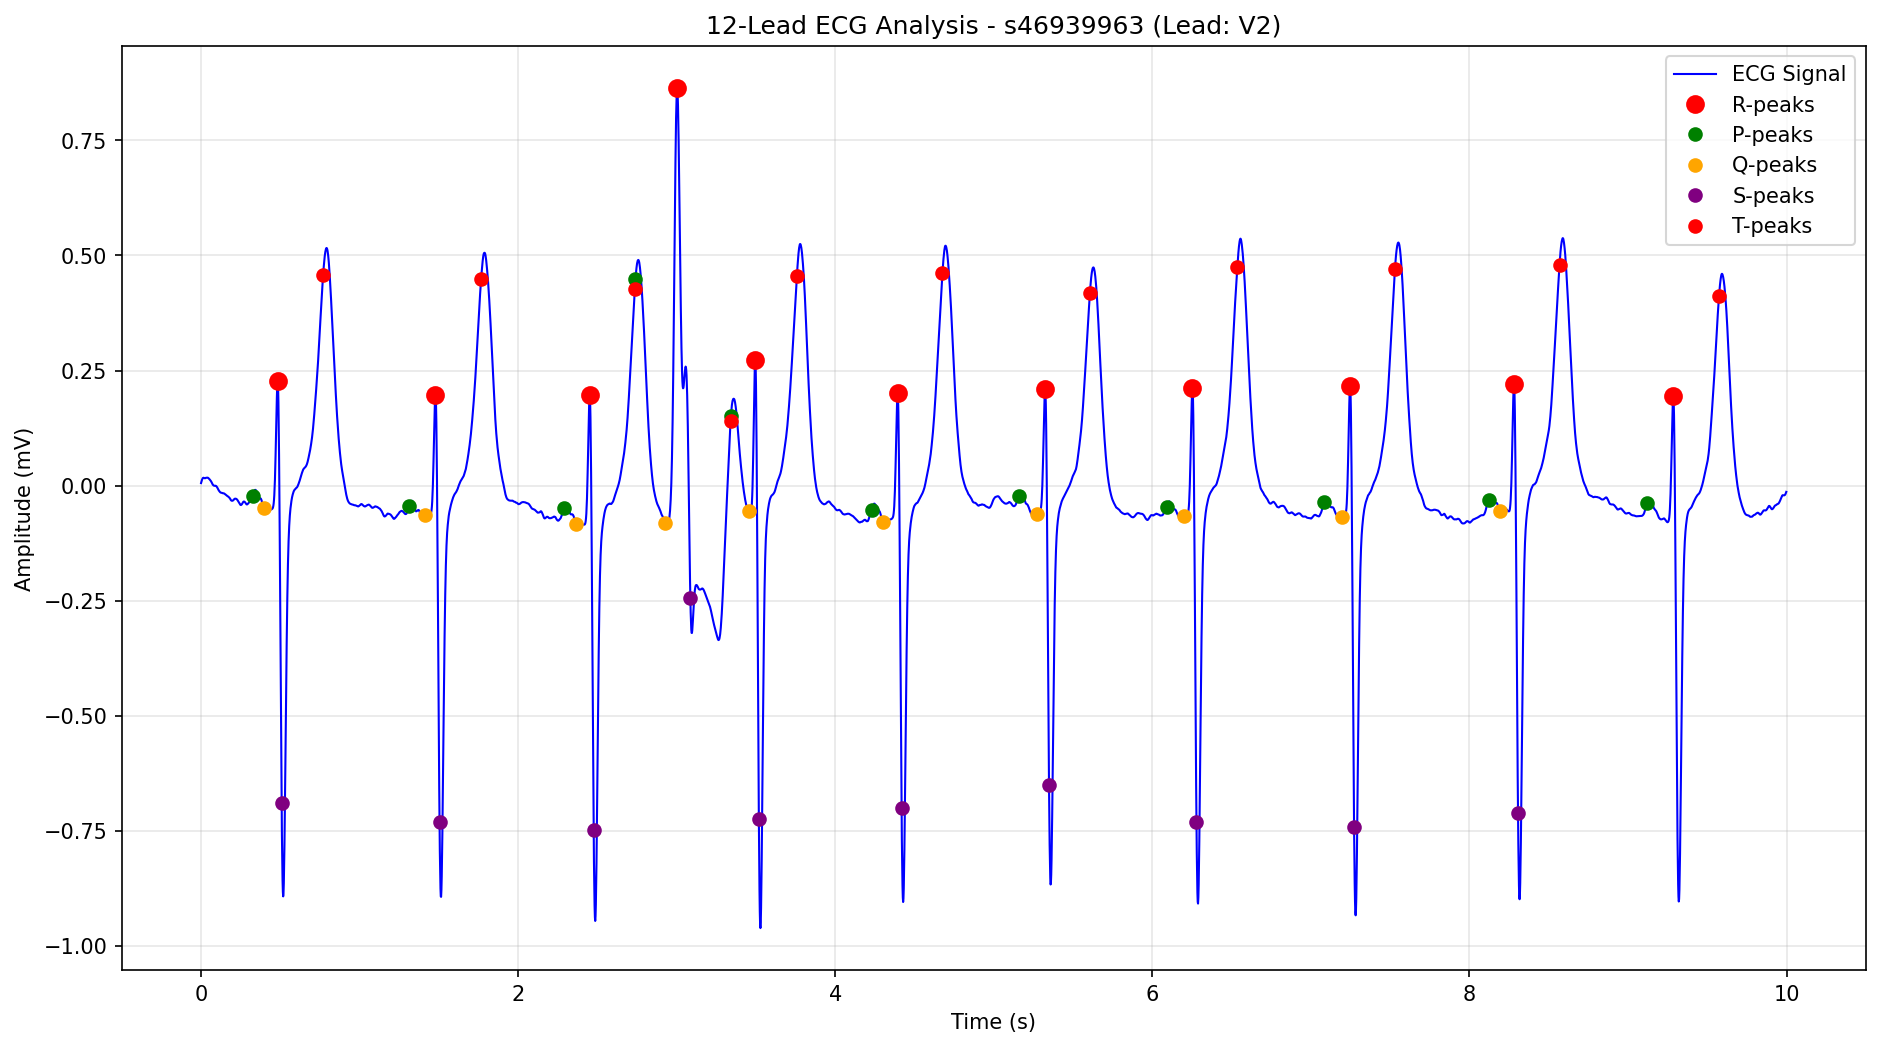 12-Lead ECG Analysis - s46939963 (Lead: V2)
ECG Signal
R-peaks
P-peaks
Q-peaks
S-peaks
T-peaks
Amplitude (mV)
0.75
0.50
0.25
0.00
−0.25
−0.50
−0.75
−1.00
0 2 4 6 8 10
Time (s)